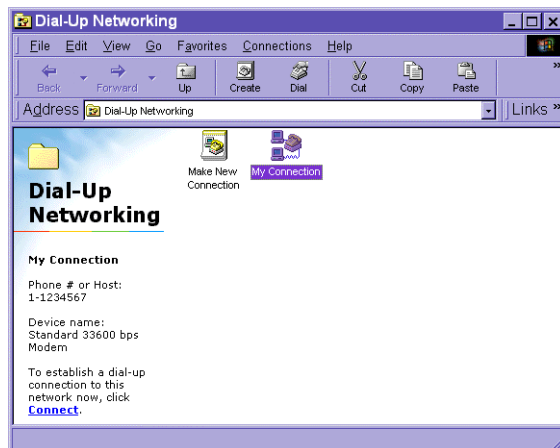 Dial-Up Networking
File Edit View Go Favorites Connections Help
Back Forward Up Create Dial Cut Copy Paste »
Address Dial-Up Networking Links »
Make New
Connection
My Connection
Dial-Up
Networking
My Connection
Phone # or Host:
1-1234567
Device name:
Standard 33600 bps
Modem
To establish a dial-up
connection to this
network now, click
Connect.